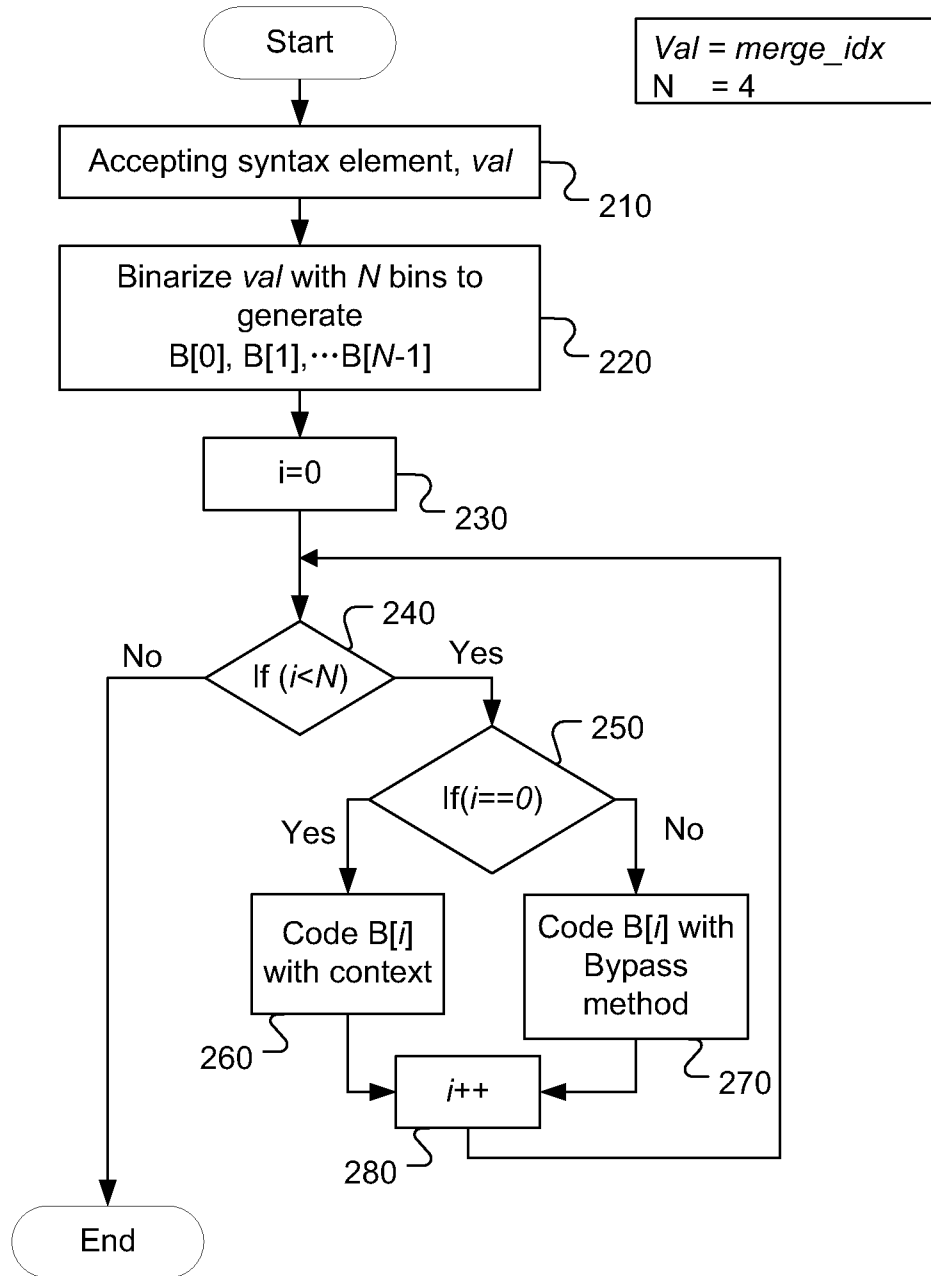 Start
Val = merge_idx
N = 4
Accepting syntax element, val
210
Binarize val with N bins to
generate
B[0], B[1],⋯B[N-1]
220
i=0
230
240
No
If (i<N)
Yes
250
If(i==0)
Yes
No
Code B[i]
with context
260
Code B[i] with
Bypass
method
270
i++
280
End